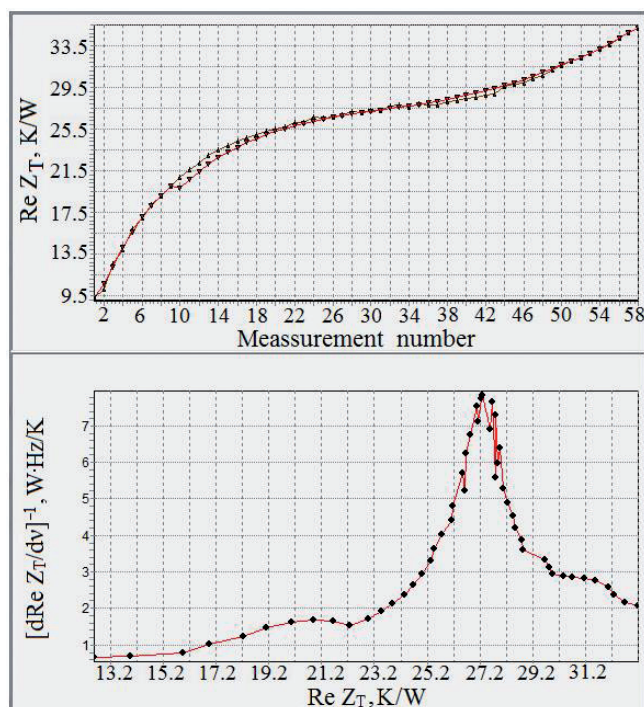 Re Z_T, K/W
33.5
29.5
25.5
21.5
17.5
13.5
9.5
2 6 10 14 18 22 26 30 34 38 42 46 50 54 58
Meassurement number
[dRe Z_T/dν]⁻¹, W·Hz/K
7
6
5
4
3
2
1
13.2 15.2 17.2 19.2 21.2 23.2 25.2 27.2 29.2 31.2
Re Z_T,K/W